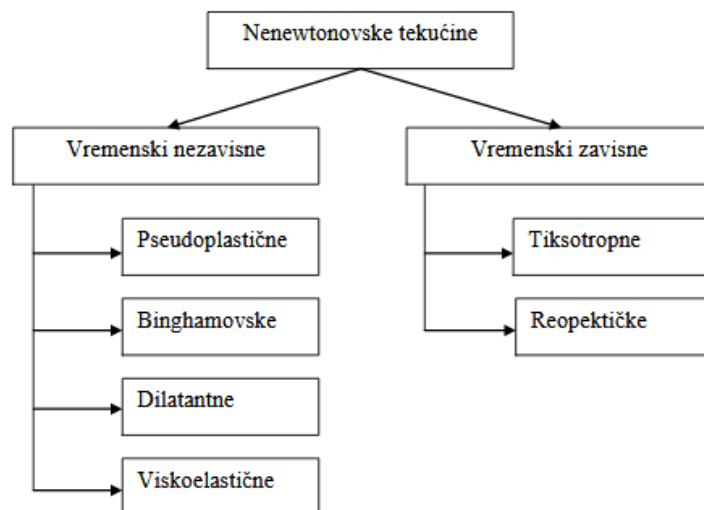 Nenewtonovske tekućine
Vremenski nezavisne
Pseudoplastične
Binghamovske
Dilatantne
Viskoelastične
Vremenski zavisne
Tiksotropne
Reopektičke